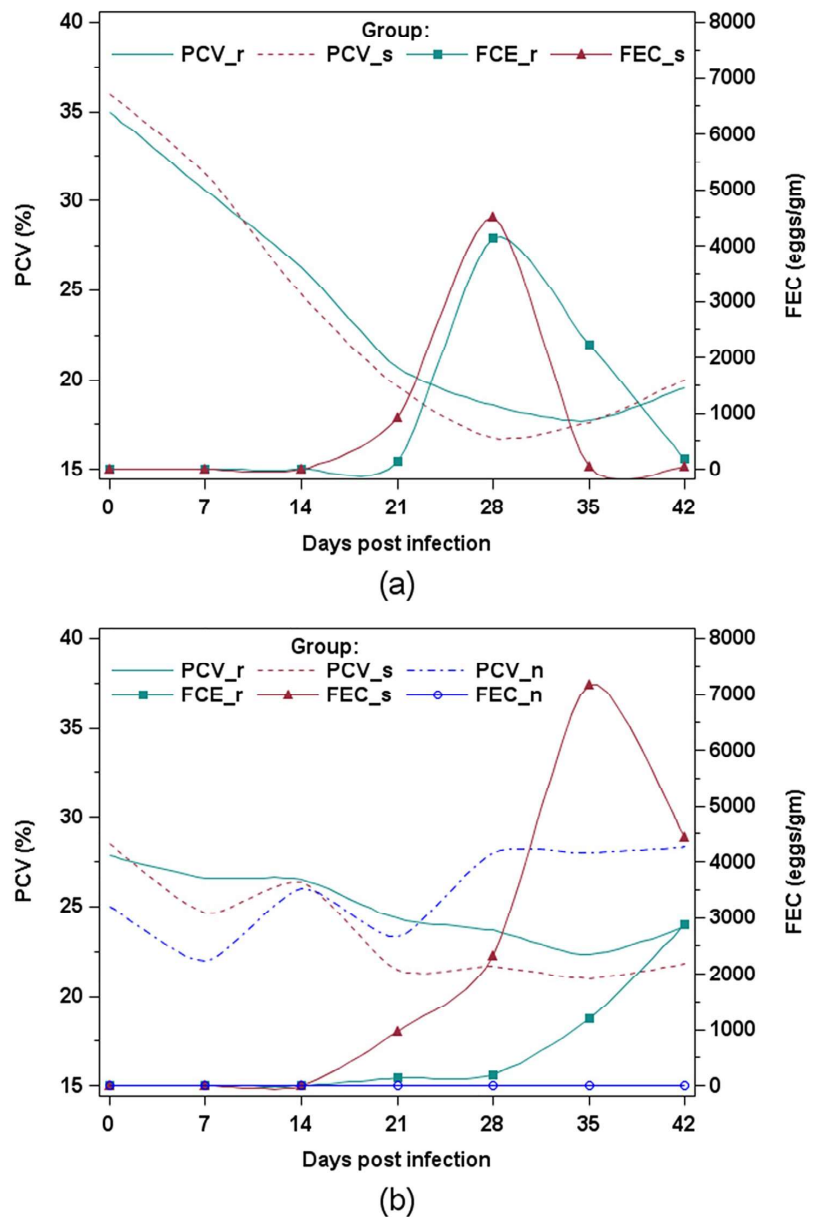 Group:
PCV_r PCV_s FCE_r FEC_s
40
35
30
25
20
15
PCV (%)
8000
7000
6000
5000
4000
3000
2000
1000
0
FEC (eggs/gm)
0 7 14 21 28 35 42
Days post infection
(a)
Group:
PCV_r PCV_s PCV_n
FCE_r FEC_s FEC_n
40
35
30
25
20
15
PCV (%)
8000
7000
6000
5000
4000
3000
2000
1000
0
FEC (eggs/gm)
0 7 14 21 28 35 42
Days post infection
(b)